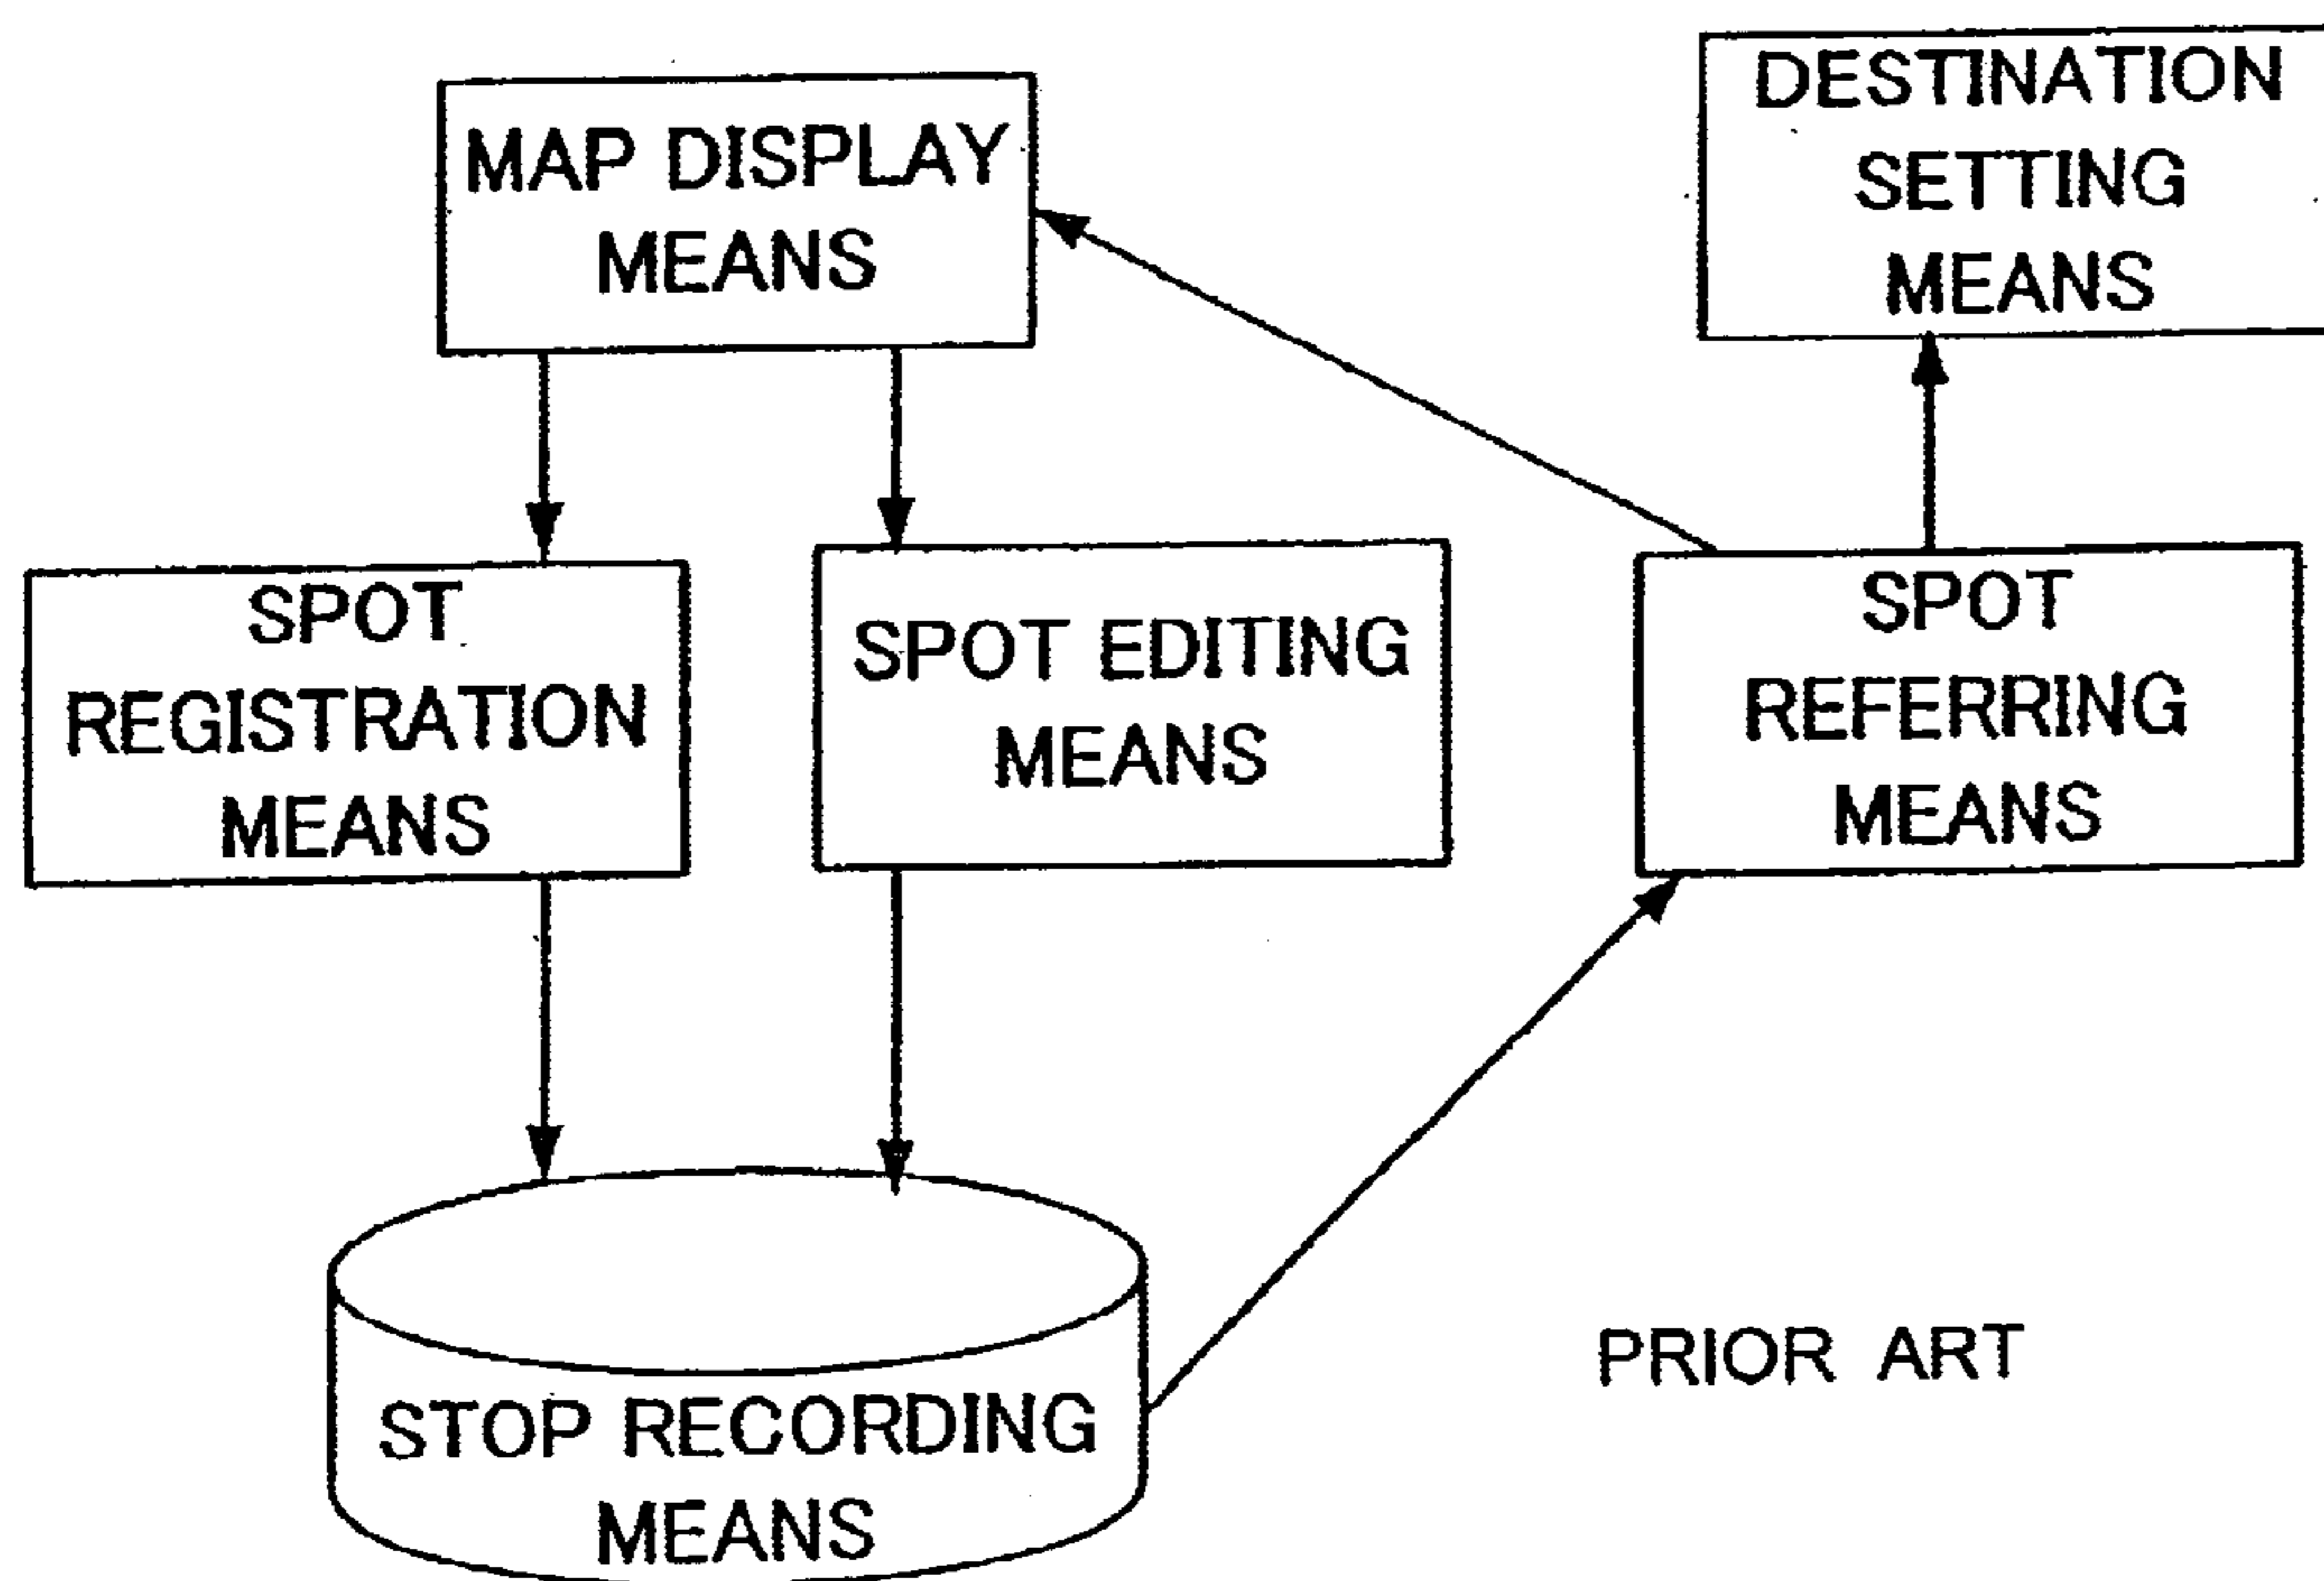 MAP DISPLAY
MEANS
DESTINATION
SETTING
MEANS
SPOT
REGISTRATION
MEANS
SPOT EDITING
MEANS
SPOT
REFERRING
MEANS
STOP RECORDING
MEANS
PRIOR ART